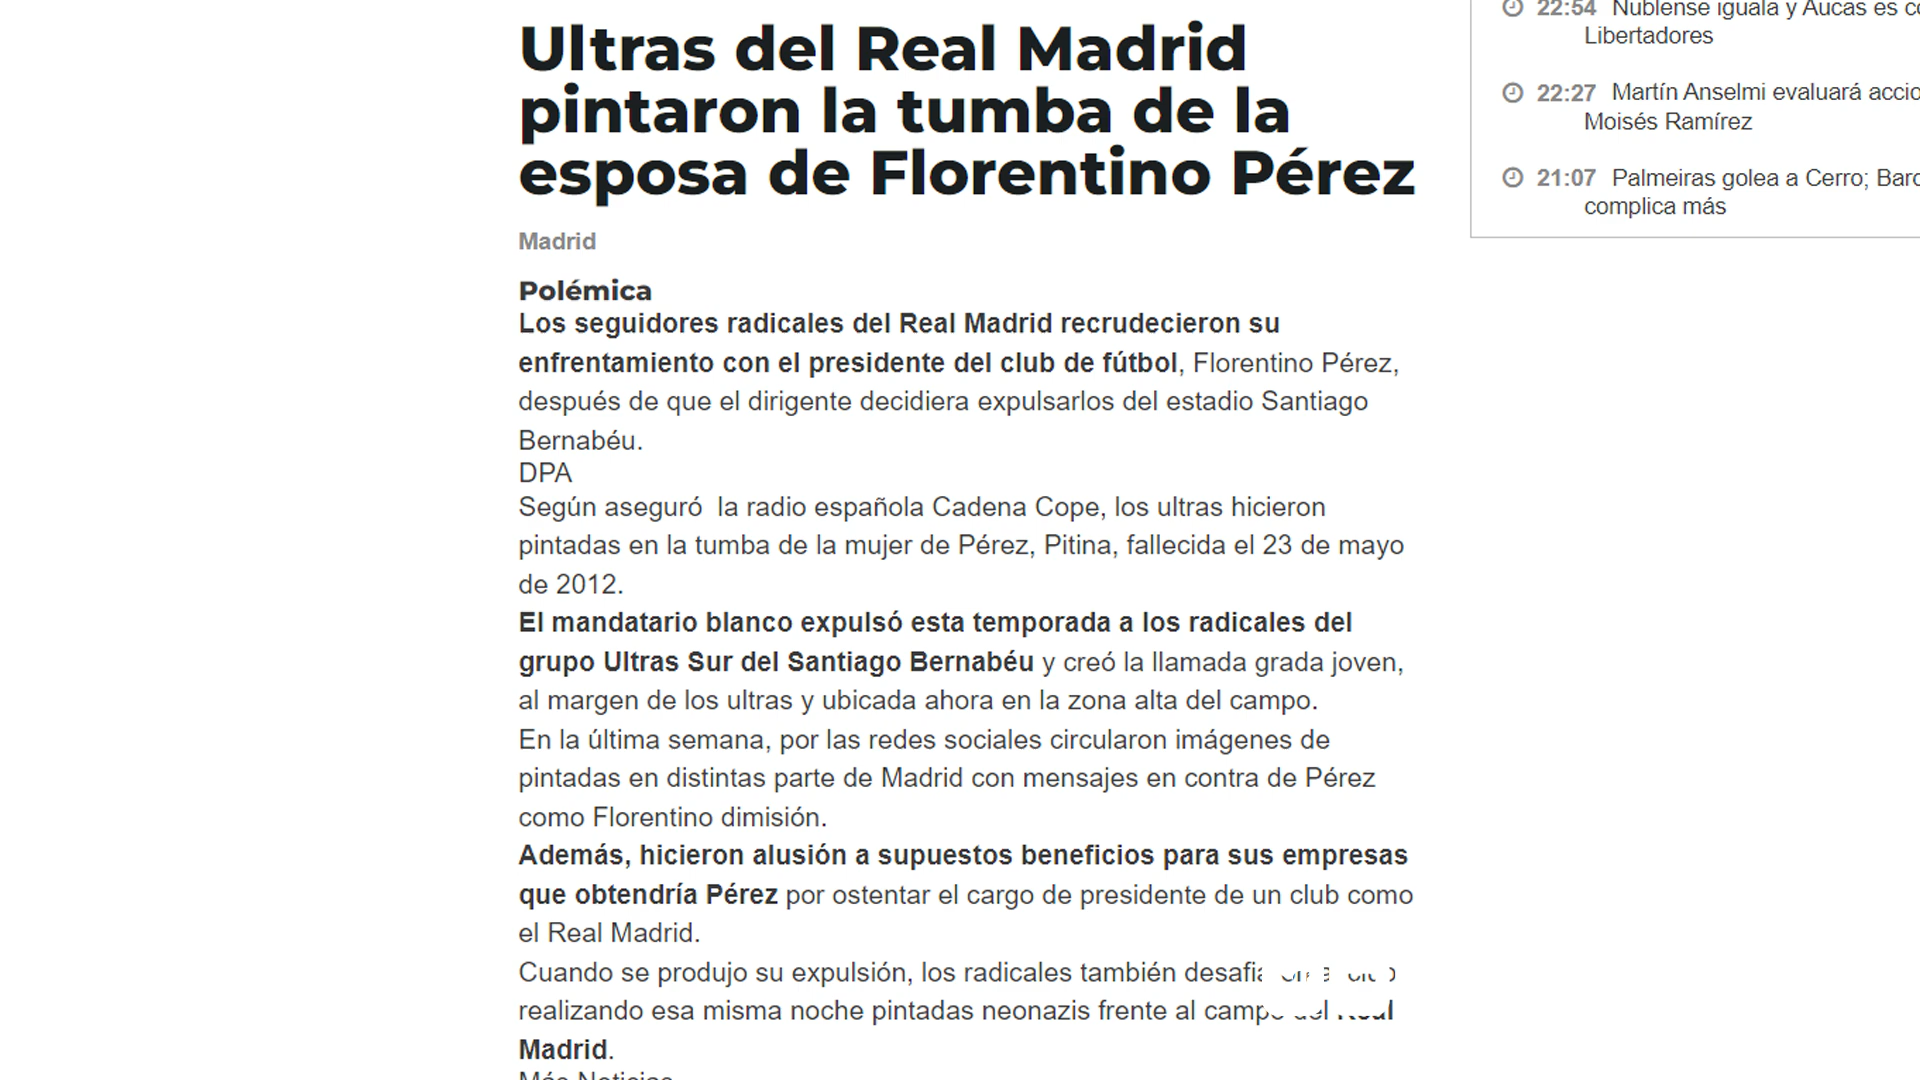 Ultras del Real Madrid
pintaron la tumba de la
esposa de Florentino Pérez
Madrid
Polémica
Los seguidores radicales del Real Madrid recrudecieron su
enfrentamiento con el presidente del club de fútbol, Florentino Pérez,
después de que el dirigente decidiera expulsarlos del estadio Santiago
Bernabéu.
DPA
Según aseguró  la radio española Cadena Cope, los ultras hicieron
pintadas en la tumba de la mujer de Pérez, Pitina, fallecida el 23 de mayo
de 2012.
El mandatario blanco expulsó esta temporada a los radicales del
grupo Ultras Sur del Santiago Bernabéu y creó la llamada grada joven,
al margen de los ultras y ubicada ahora en la zona alta del campo.
En la última semana, por las redes sociales circularon imágenes de
pintadas en distintas parte de Madrid con mensajes en contra de Pérez
como Florentino dimisión.
Además, hicieron alusión a supuestos beneficios para sus empresas
que obtendría Pérez por ostentar el cargo de presidente de un club como
el Real Madrid.
Cuando se produjo su expulsión, los radicales también
realizando esa misma noche pintadas neonazis frente al campo del Real
Madrid.
Más Noticias
22:54 Ñublense iguala y Aucas es
Libertadores
22:27 Martín Anselmi evaluará
Moisés Ramírez
21:07 Palmeiras golea a Cerro;
complica más